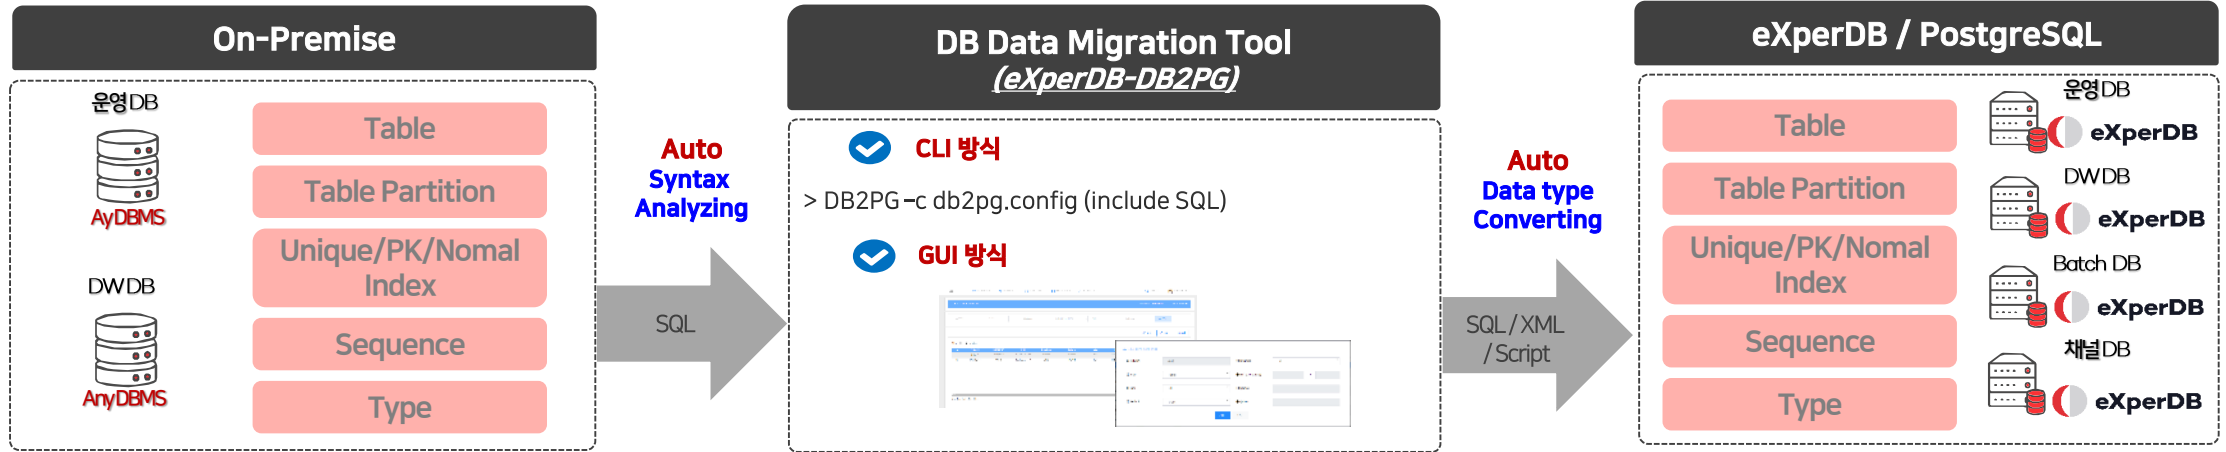 On-Premise
운영DB
AyDBMS
DWDB
AnyDBMS
Table
Table Partition
Unique/PK/Nomal
Index
Sequence
Type
Auto
Syntax
Analyzing
SQL
DB Data Migration Tool
(eXperDB-DB2PG)
CLI 방식
> DB2PG –c db2pg.config (include SQL)
GUI 방식
Auto
Data type
Converting
SQL / XML
/ Script
eXperDB / PostgreSQL
Table
Table Partition
Unique/PK/Nomal
Index
Sequence
Type
운영DB
eXperDB
DWDB
eXperDB
Batch DB
eXperDB
채널DB
eXperDB